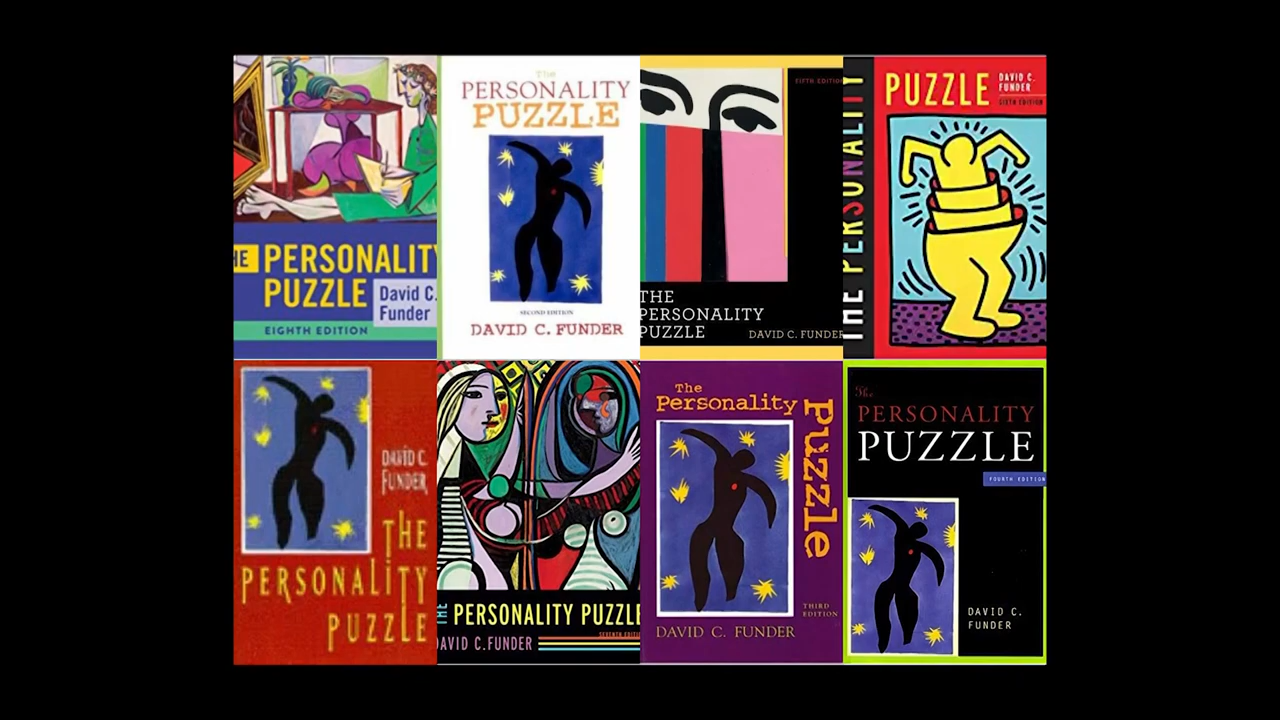 HE PERSONALITY
PUZZLE
David C.
Funder
EIGHTH EDITION
The
PERSONALITY
PUZZLE
SECOND EDITION
DAVID C. FUNDER
FIFTH EDITION
THE
PERSONALITY
PUZZLE
DAVID C. FUNDER
THE PERSONALITY
PUZZLE
DAVID C.
FUNDER
SIXTH EDITION
DAVID C.
FUNDER
THE
PERSONALITY
PUZZLE
THE PERSONALITY PUZZLE
SEVENTH EDITION
DAVID C. FUNDER
The
Personality
Puzzle
THIRD
EDITION
DAVID C. FUNDER
The
PERSONALITY
PUZZLE
FOURTH EDITION
DAVID C.
FUNDER